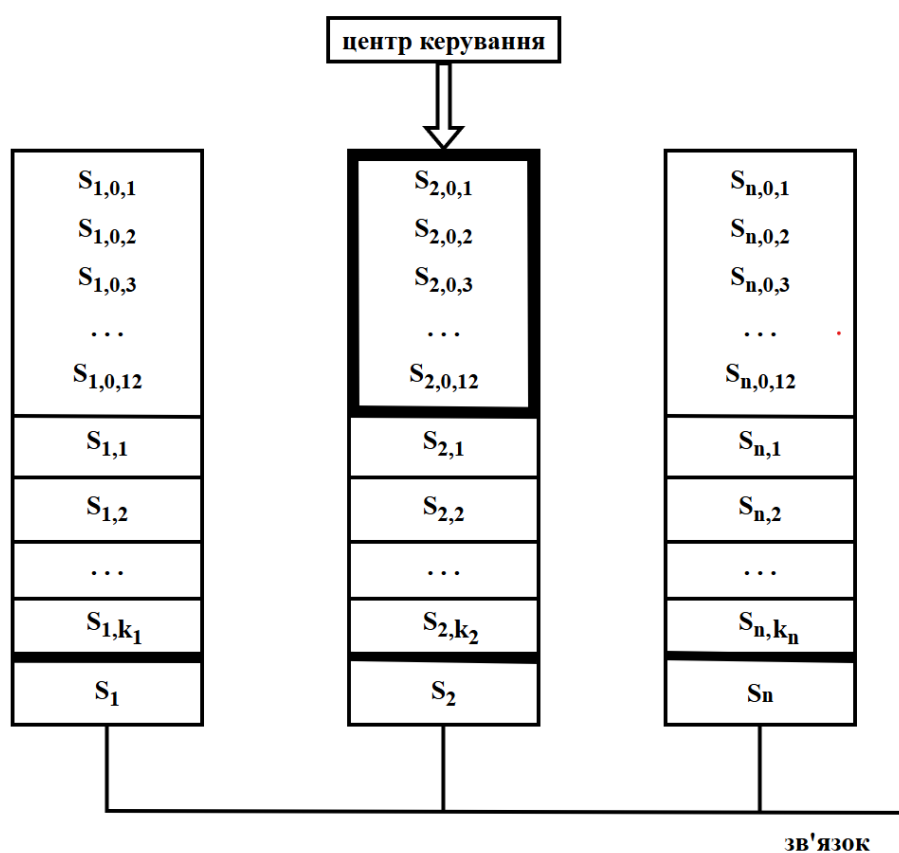 центр керування
S1,0,1 S2,0,1 Sn,0,1
S1,0,2 S2,0,2 Sn,0,2
S1,0,3 S2,0,3 Sn,0,3
... ... ...
S1,0,12 S2,0,12 Sn,0,12
S1,1 S2,1 Sn,1
S1,2 S2,2 Sn,2
... ... ...
S1,k1 S2,k2 Sn,kn
S1 S2 Sn
зв'язок